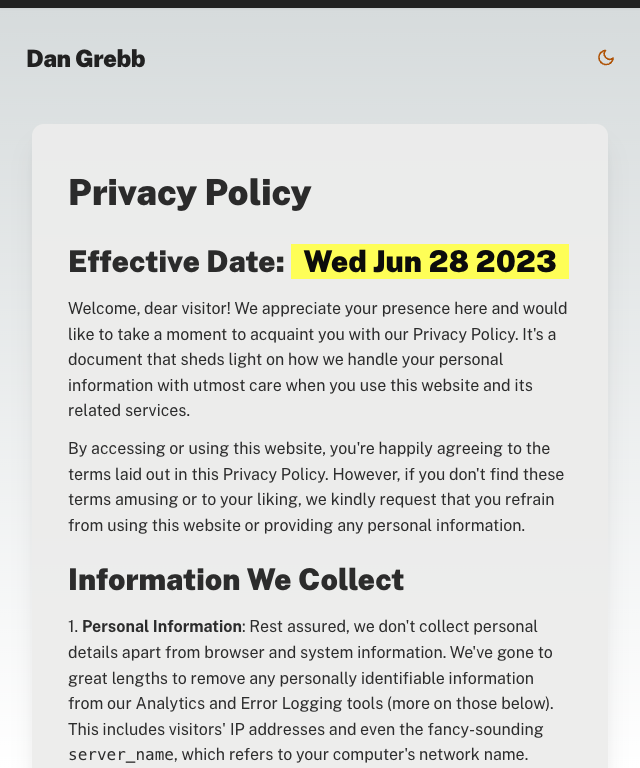 Dan Grebb
Privacy Policy
Effective Date: Wed Jun 28 2023
Welcome, dear visitor! We appreciate your presence here and would
like to take a moment to acquaint you with our Privacy Policy. It's a
document that sheds light on how we handle your personal
information with utmost care when you use this website and its
related services.
By accessing or using this website, you're happily agreeing to the
terms laid out in this Privacy Policy. However, if you don't find these
terms amusing or to your liking, we kindly request that you refrain
from using this website or providing any personal information.
Information We Collect
1. Personal Information: Rest assured, we don't collect personal
details apart from browser and system information. We've gone to
great lengths to remove any personally identifiable information
from our Analytics and Error Logging tools (more on those below).
This includes visitors' IP addresses and even the fancy-sounding
server_name, which refers to your computer's network name.